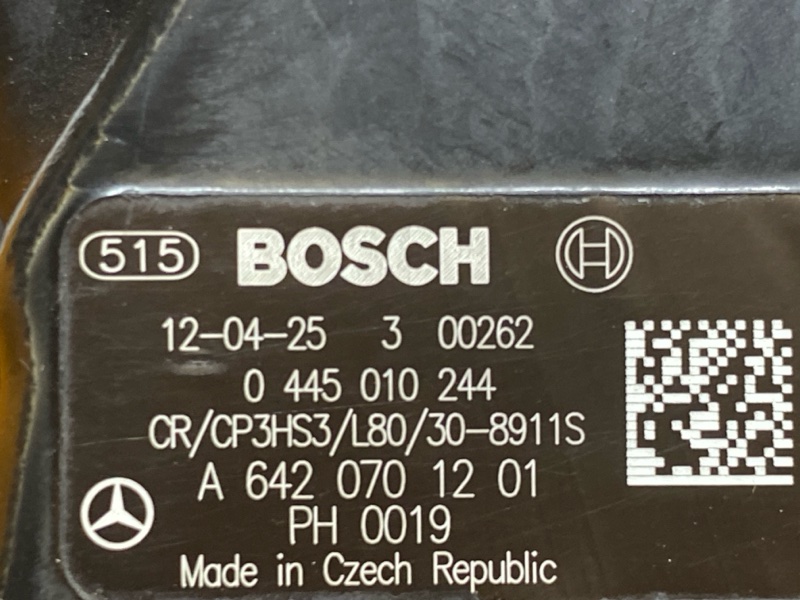 515 BOSCH
12-04-25 3 00262
0 445 010 244
CR/CP3HS3/L80/30-8911S
A 642 070 12 01
PH 0019
Made in Czech Republic